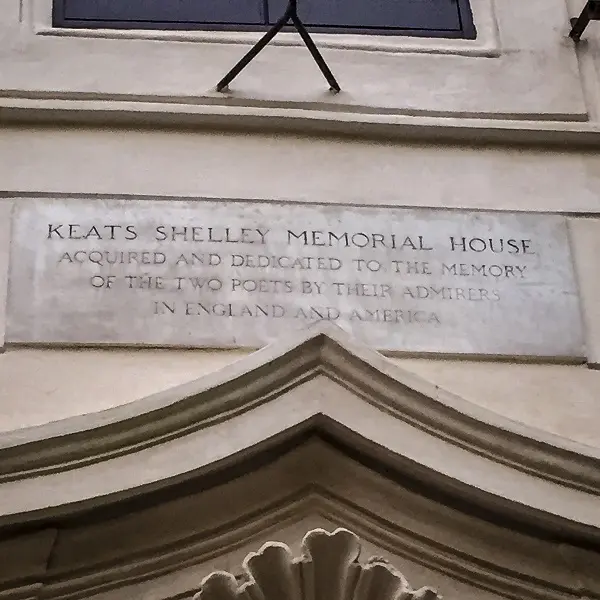 KEATS SHELLEY MEMORIAL HOUSE
ACQUIRED AND DEDICATED TO THE MEMORY
OF THE TWO POETS BY THEIR ADMIRERS
IN ENGLAND AND AMERICA